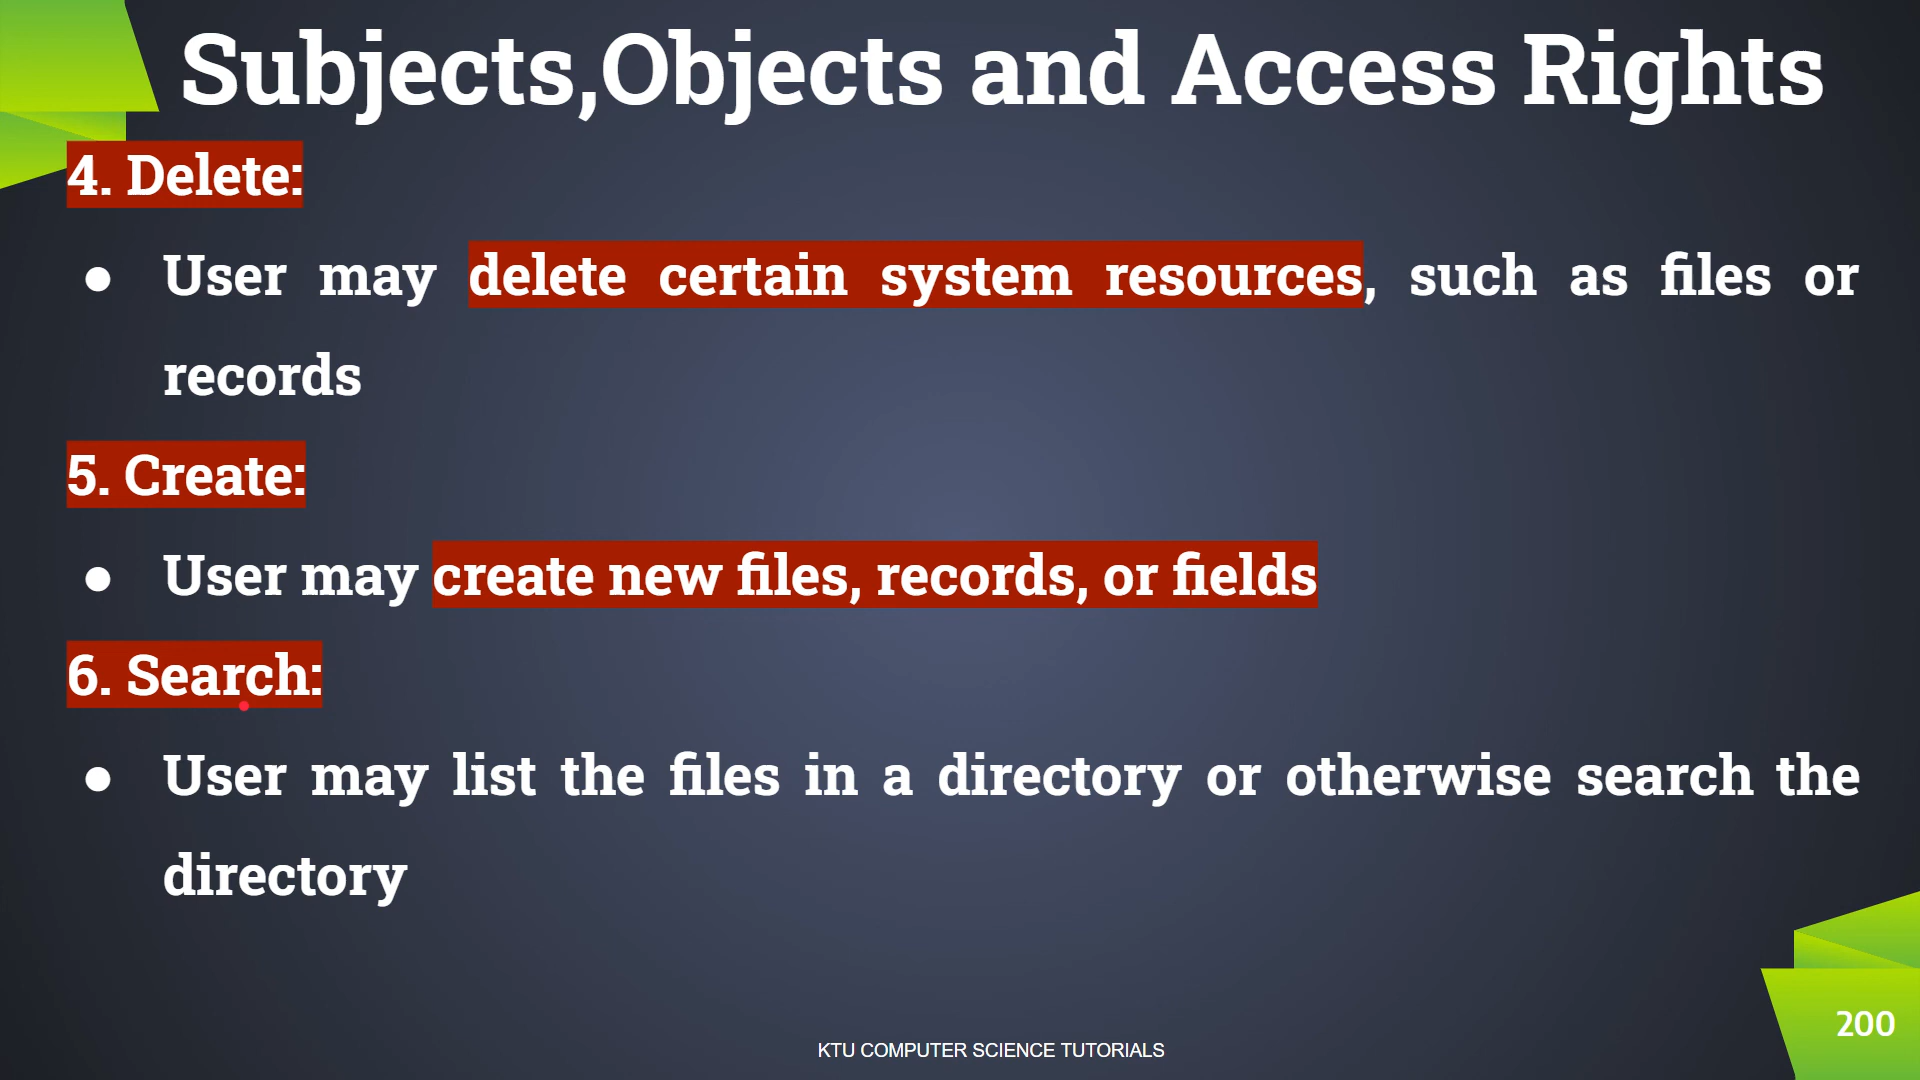 Subjects,Objects and Access Rights
4. Delete:
● User may delete certain system resources, such as files or
records
5. Create:
● User may create new files, records, or fields
6. Search:
● User may list the files in a directory or otherwise search the
directory
KTU COMPUTER SCIENCE TUTORIALS
200